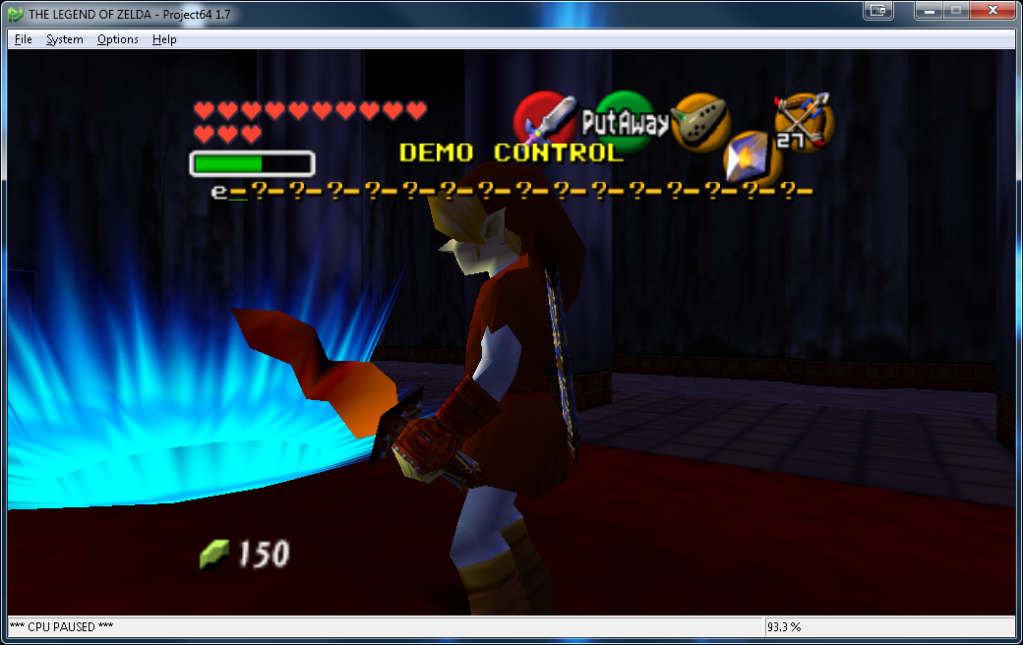 THE LEGEND OF ZELDA - Project64 1.7
File System Options Help
PutAway
27
DEMO CONTROL
e_-?-?-?-?-?-?-?-?-?-?-?-?-?-?-?-
150
*** CPU PAUSED *** 93.3 %